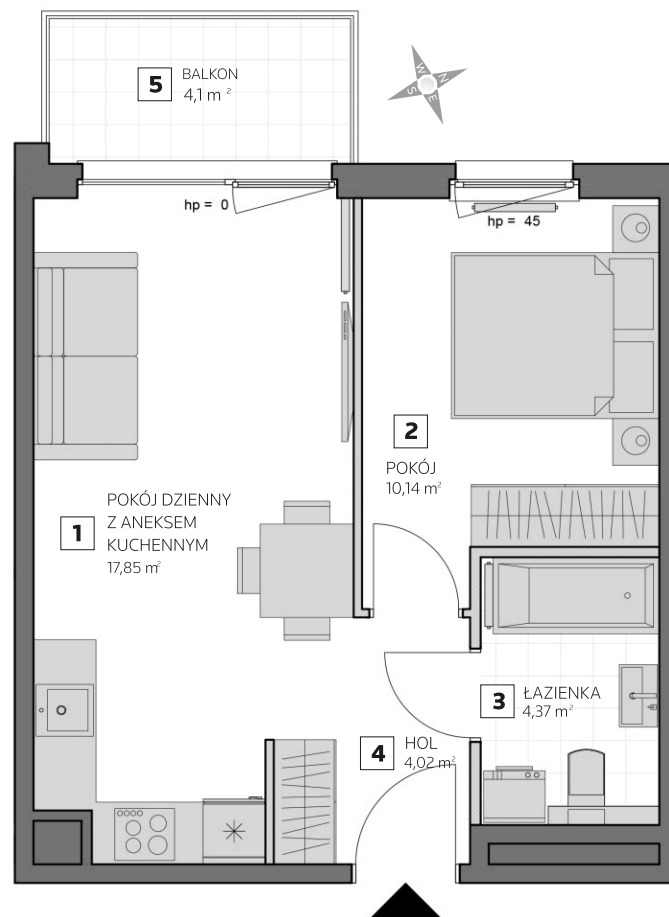 5 BALKON
4,1 m²
N
W
E
S
hp = 0
hp = 45
2
POKÓJ
10,14 m²
1 POKÓJ DZIENNY
Z ANEKSEM
KUCHENNYM
17,85 m²
3 ŁAZIENKA
4,37 m²
4 HOL
4,02 m²